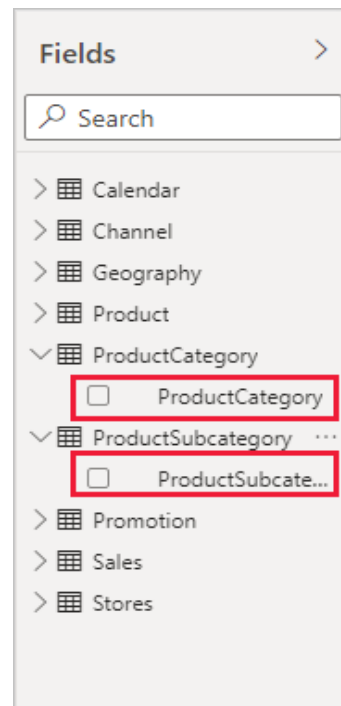 Fields
Search
Calendar
Channel
Geography
Product
ProductCategory
ProductCategory
ProductSubcategory ...
ProductSubcate...
Promotion
Sales
Stores